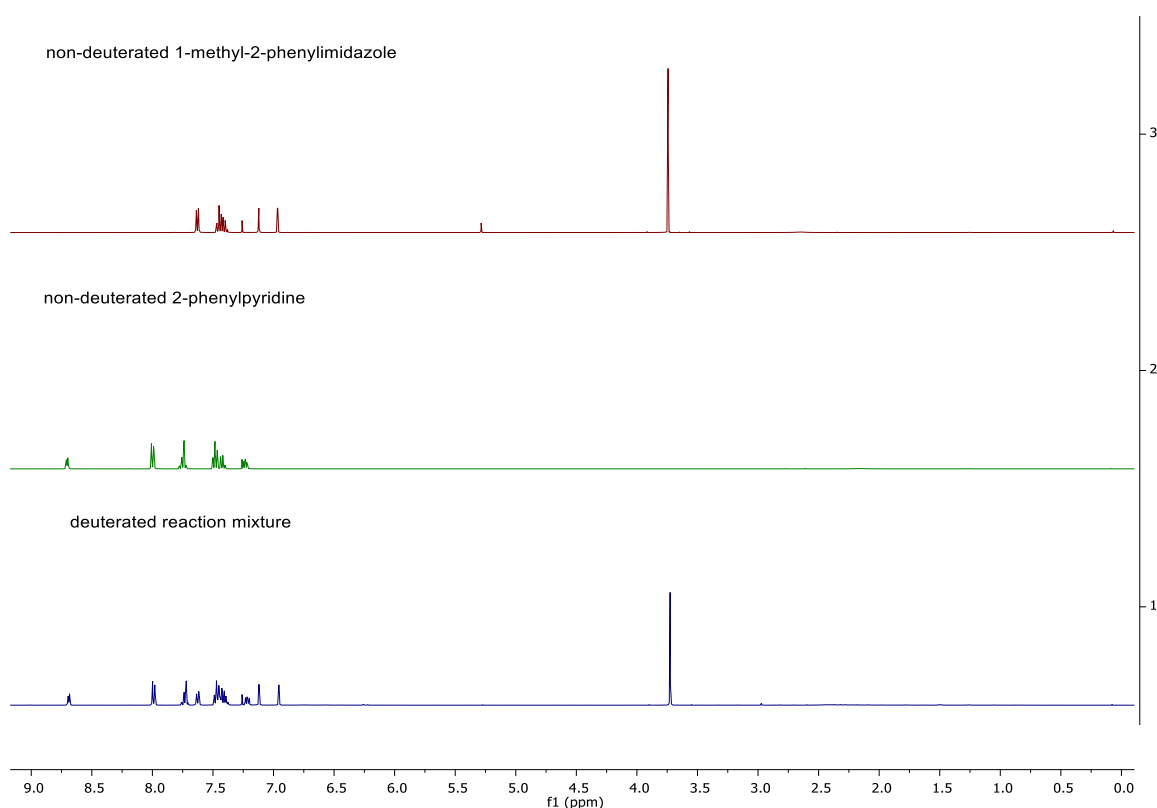 non-deuterated 1-methyl-2-phenylimidazole
3
non-deuterated 2-phenylpyridine
2
deuterated reaction mixture
1
9.0 8.5 8.0 7.5 7.0 6.5 6.0 5.5 5.0 4.5 4.0 3.5 3.0 2.5 2.0 1.5 1.0 0.5 0.0
f1 (ppm)